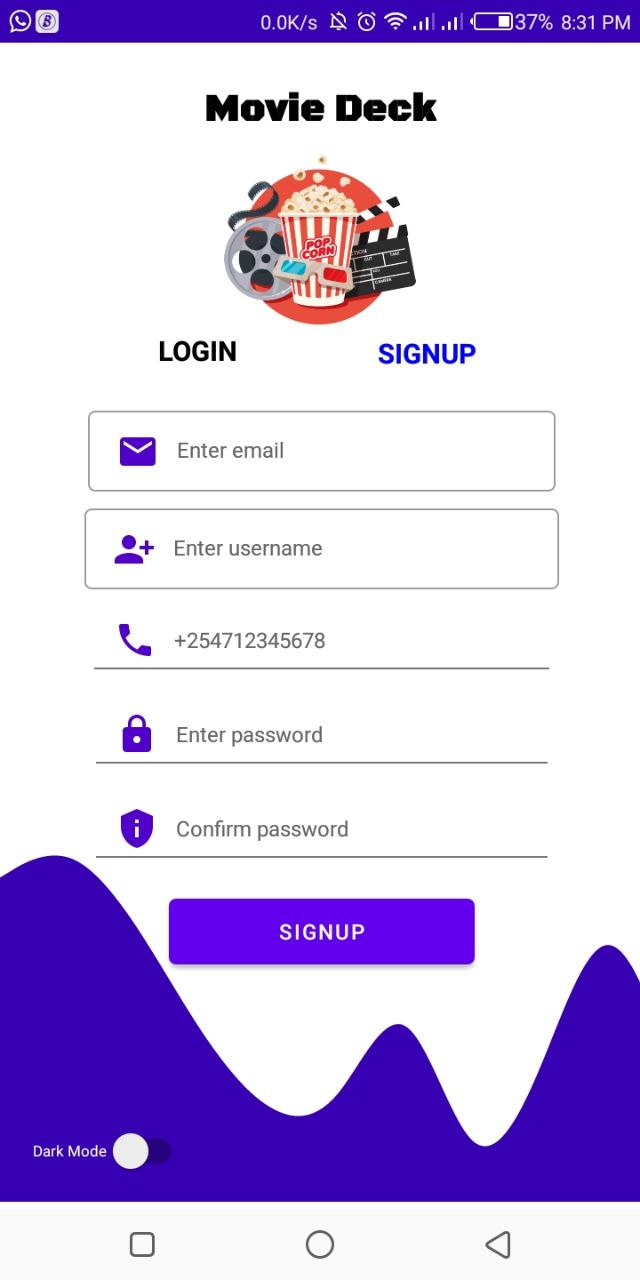 0.0K/s 37% 8:31 PM
Movie Deck
POP
CORN
LOGIN SIGNUP
Enter email
Enter username
+254712345678
Enter password
Confirm password
SIGNUP
Dark Mode